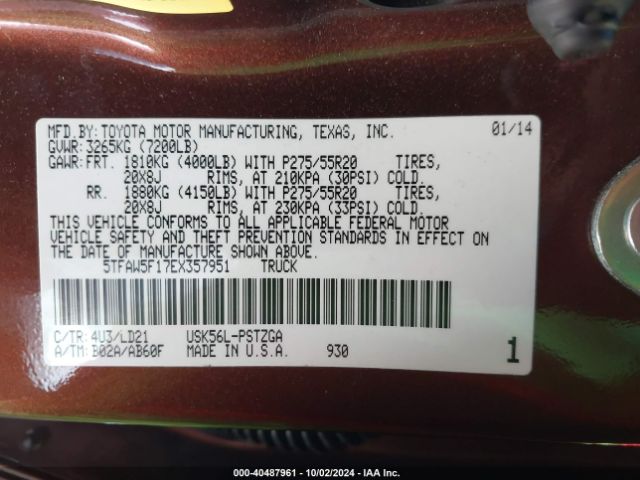 MFD.BY:TOYOTA MOTOR MANUFACTURING, TEXAS, INC. 01/14
GVWR:3265KG (7200LB)
GAWR:FRT. 1810KG (4000LB) WITH P275/55R20 TIRES,
20X8J RIMS, AT 210KPA (30PSI) COLD.
RR. 1880KG (4150LB) WITH P275/55R20 TIRES,
20X8J RIMS, AT 230KPA (33PSI) COLD.
THIS VEHICLE CONFORMS TO ALL APPLICABLE FEDERAL MOTOR
VEHICLE SAFETY AND THEFT PREVENTION STANDARDS IN EFFECT ON
THE DATE OF MANUFACTURE SHOWN ABOVE.
5TFAW5F17EX357951 TRUCK
C/TR:4U3/LD21 USK56L-PSTZGA
A/TM:B02A/AB60F MADE IN U.S.A. 930 1
000-40487961 | 10/02/2024 | IAA Inc.